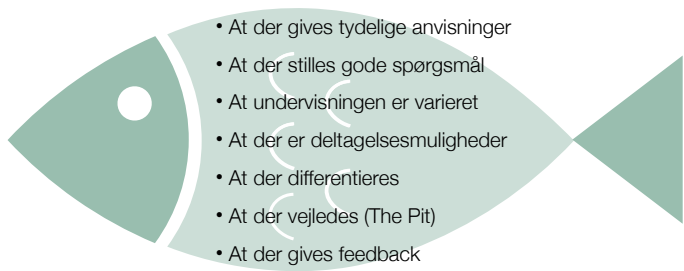 • At der gives tydelige anvisninger
• At der stilles gode spørgsmål
• At undervisningen er varieret
• At der er deltagelsesmuligheder
• At der differentieres
• At der vejledes (The Pit)
• At der gives feedback